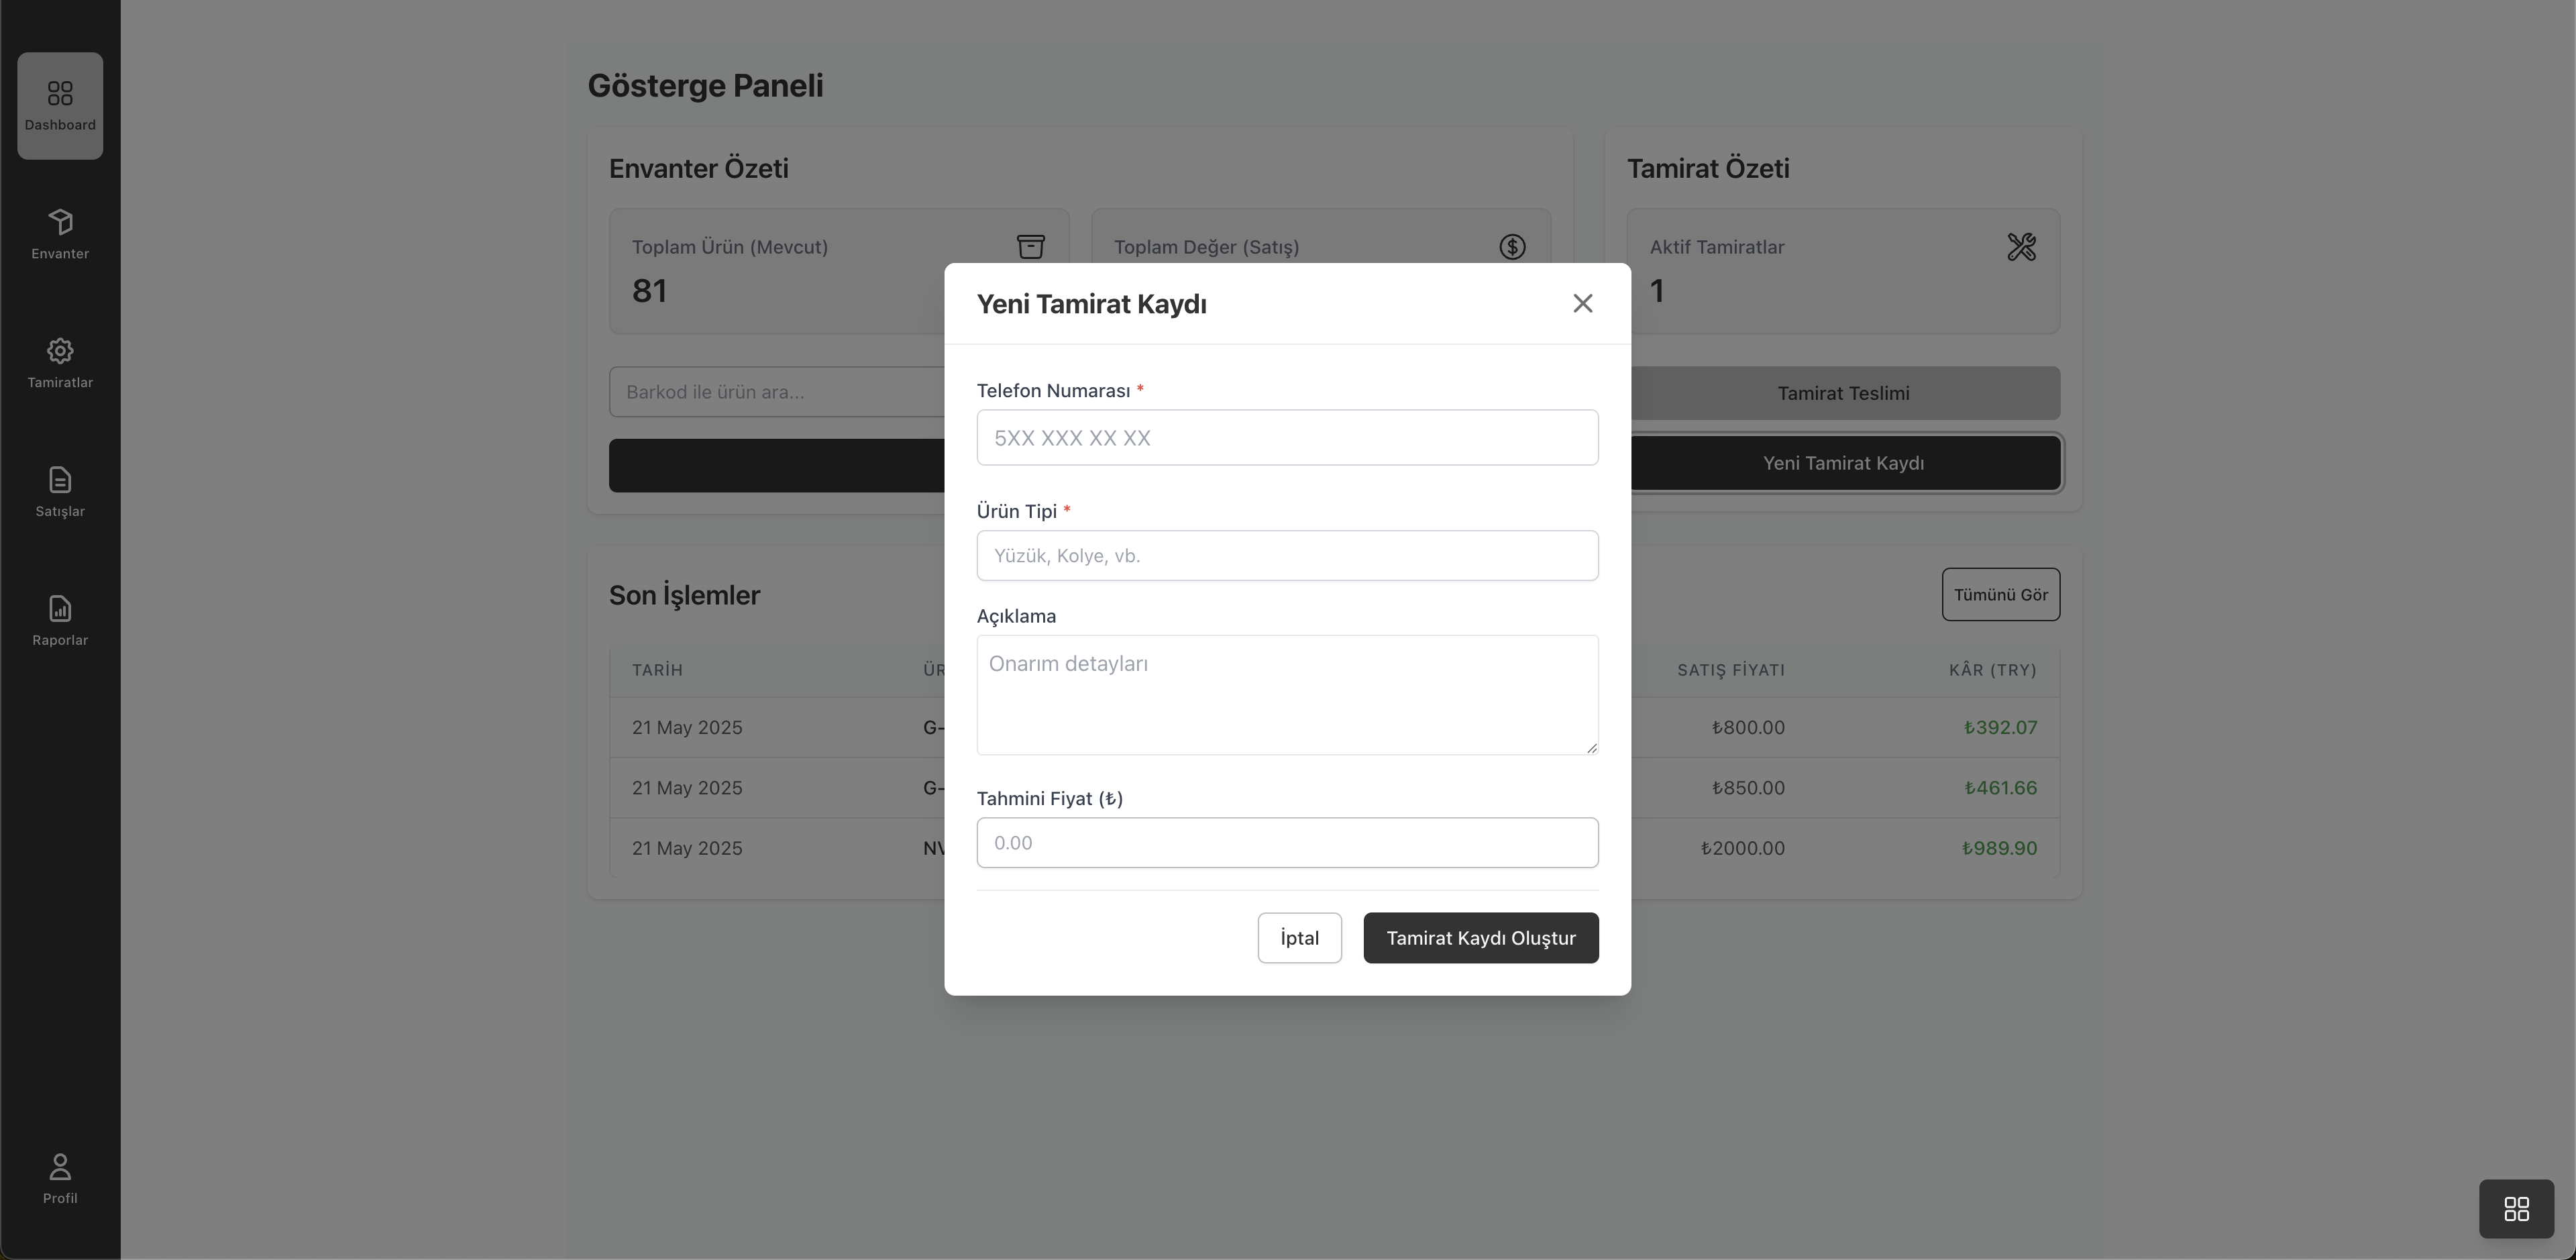 Dashboard
Envanter
Tamiratlar
Satışlar
Raporlar
Profil
Gösterge Paneli
Envanter Özeti
Toplam Ürün (Mevcut)
81
Toplam Değer (Satış)
Barkod ile ürün ara...
Tamirat Özeti
Aktif Tamiratlar
1
Tamirat Teslimi
Yeni Tamirat Kaydı
Son İşlemler
Tümünü Gör
TARİH ÜR SATIŞ FİYATI KÂR (TRY)
21 May 2025 G- ₺800.00 ₺392.07
21 May 2025 G- ₺850.00 ₺461.66
21 May 2025 ₺2000.00 ₺989.90
Yeni Tamirat Kaydı
Telefon Numarası *
5XX XXX XX XX
Ürün Tipi *
Yüzük, Kolye, vb.
Açıklama
Onarım detayları
Tahmini Fiyat (₺)
0.00
İptal
Tamirat Kaydı Oluştur